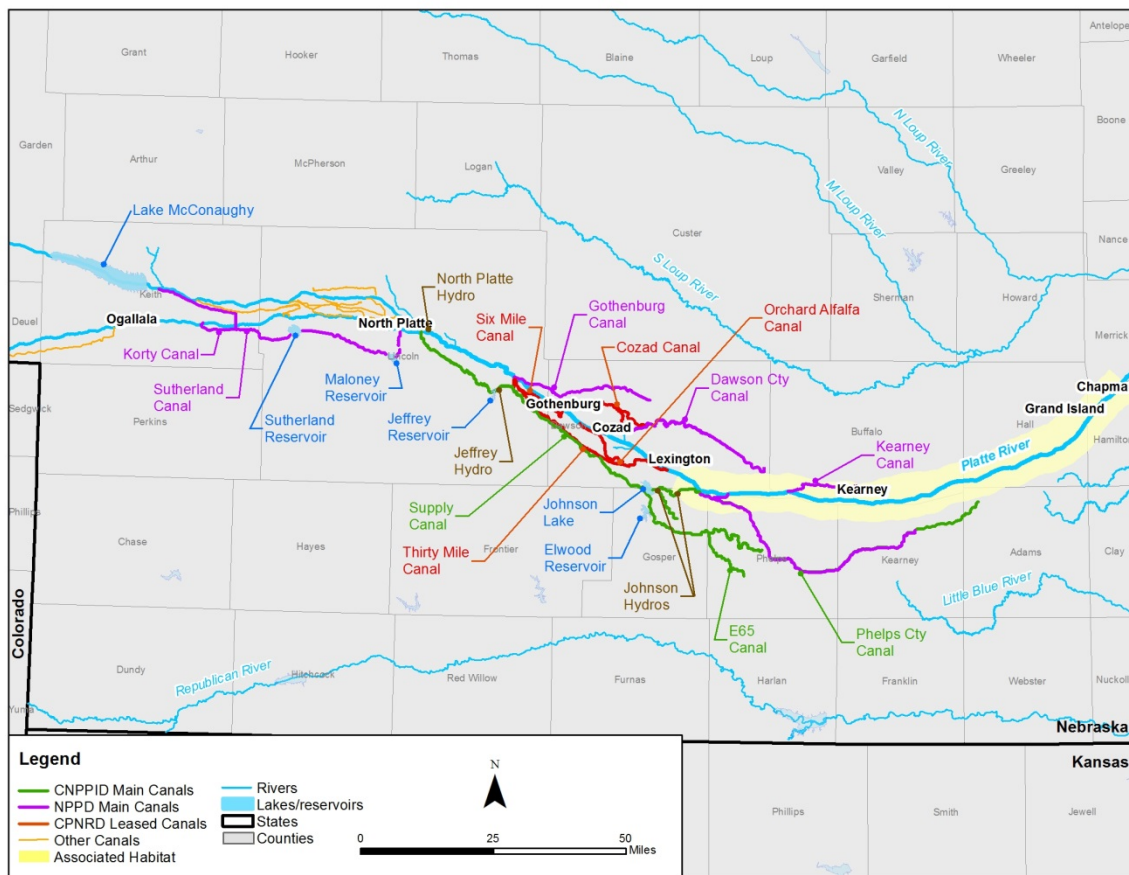 Grant
Hooker
Thomas
Blaine
Loup
Garfield
Wheeler
Antelope
Garden
Arthur
McPherson
Logan
N Loup River
Boone
Valley
Greeley
M Loup River
Lake McConaughy
Custer
Nance
S Loup River
Keith
North Platte
Hydro
Sherman
Howard
Deuel
Ogallala
North Platte
Six Mile
Canal
Gothenburg
Canal
Orchard Alfalfa
Canal
Merrick
Korty Canal
Lincoln
Cozad Canal
Sutherland
Canal
Maloney
Reservoir
Dawson Cty
Canal
Chapma
Sedgwick
Perkins
Sutherland
Reservoir
Jeffrey
Reservoir
Gothenburg
Dawson
Cozad
Grand Island
Hall
Hamilton
Buffalo
Jeffrey
Hydro
Lexington
Kearney
Canal
Platte River
Kearney
Phillips
Supply
Canal
Johnson
Lake
Chase
Hayes
Frontier
Thirty Mile
Canal
Elwood
Reservoir
Gosper
Phelps
Kearney
Adams
Clay
Johnson
Hydros
Little Blue River
Colorado
E65
Canal
Phelps Cty
Canal
Republican River
Dundy
Hitchcock
Red Willow
Furnas
Harlan
Franklin
Webster
Nuckoll
Yuma
Nebraska
Kansas
Legend
CNPPID Main Canals
NPPD Main Canals
CPNRD Leased Canals
Other Canals
Associated Habitat
Rivers
Lakes/reservoirs
States
Counties
N
0 25 50
Miles
Phillips
Smith
Jewell